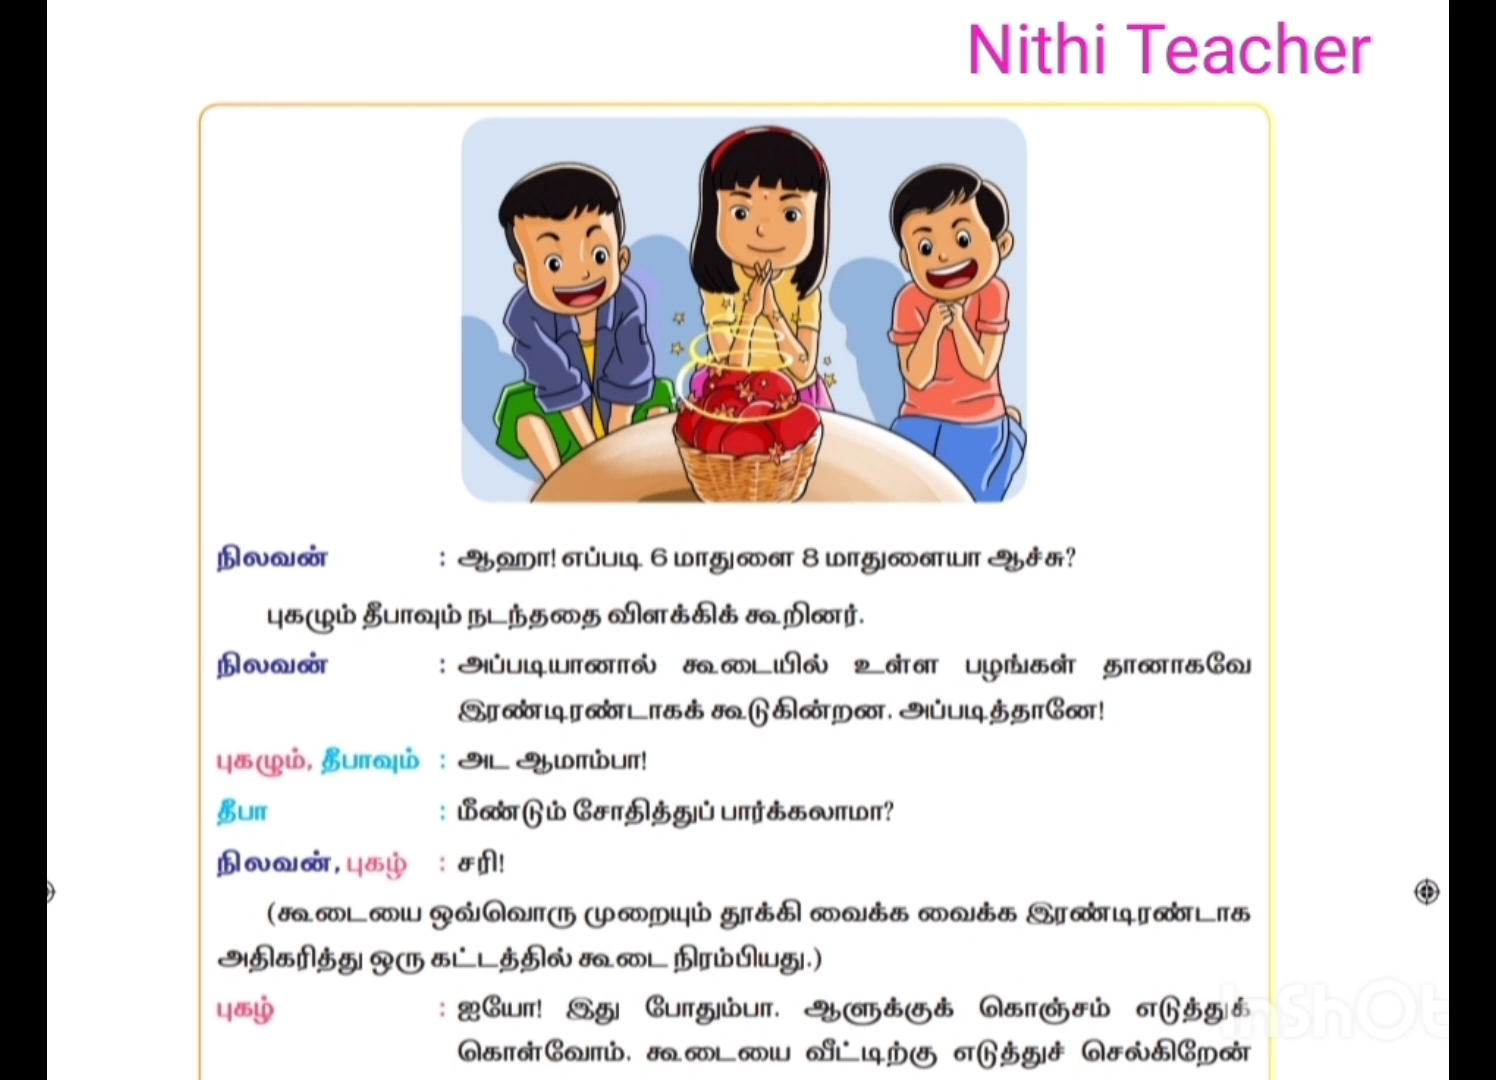 Nithi Teacher
நிலவன் : ஆஹா! எப்படி 6 மாதுளை 8 மாதுளையா ஆச்சு?
புகழும் தீபாவும் நடந்ததை விளக்கிக் கூறினர்.
நிலவன் : அப்படியானால் கூடையில் உள்ள பழங்கள் தானாகவே
இரண்டிரண்டாகக் கூடுகின்றன. அப்படித்தானே!
புகழும், தீபாவும் : அட ஆமாம்பா!
தீபா : மீண்டும் சோதித்துப் பார்க்கலாமா?
நிலவன், புகழ் : சரி!
(கூடையை ஒவ்வொரு முறையும் தூக்கி வைக்க வைக்க இரண்டிரண்டாக
அதிகரித்து ஒரு கட்டத்தில் கூடை நிரம்பியது.)
புகழ் : ஐயோ! இது போதும்பா. ஆளுக்குக் கொஞ்சம் எடுத்துக்
கொள்வோம். கூடையை வீட்டிற்கு எடுத்துச் செல்கிறேன்
InShOt